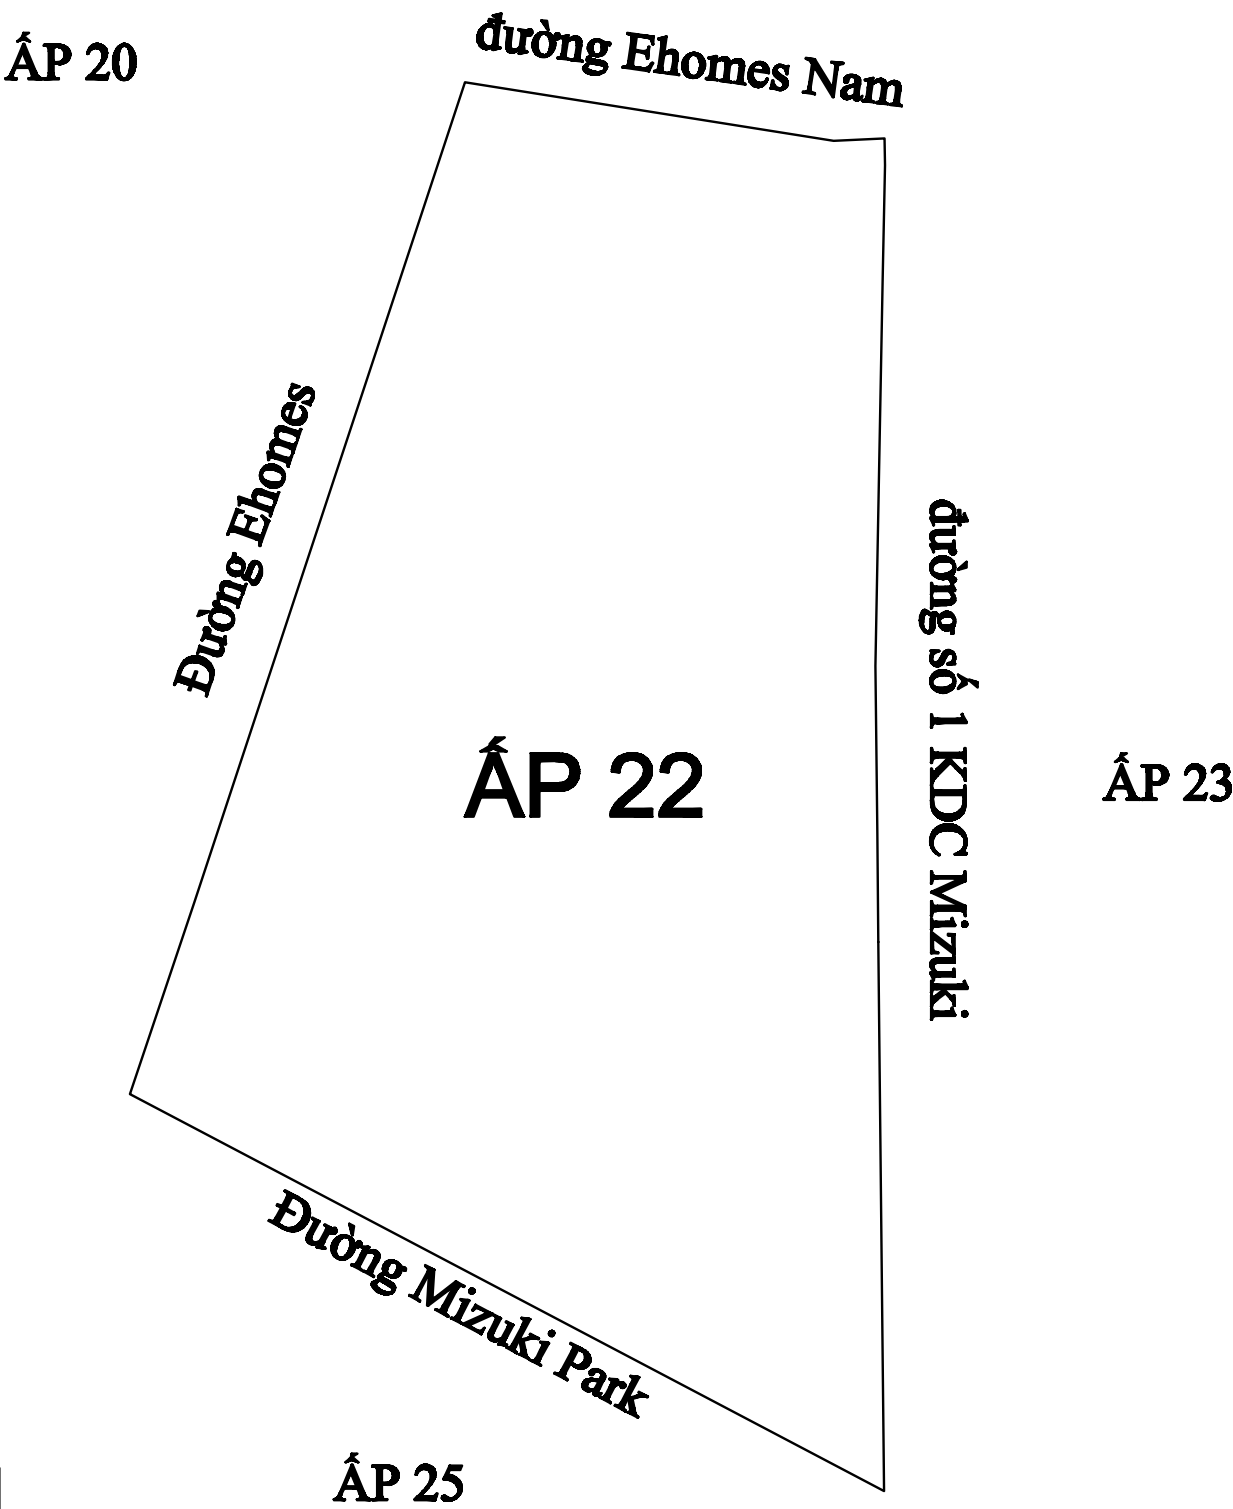 đường Ehomes Nam
ẤP 20
Đường Ehomes
đường số 1 KDC Mizuki
ẤP 22
ẤP 23
Đường Mizuki Park
ẤP 25